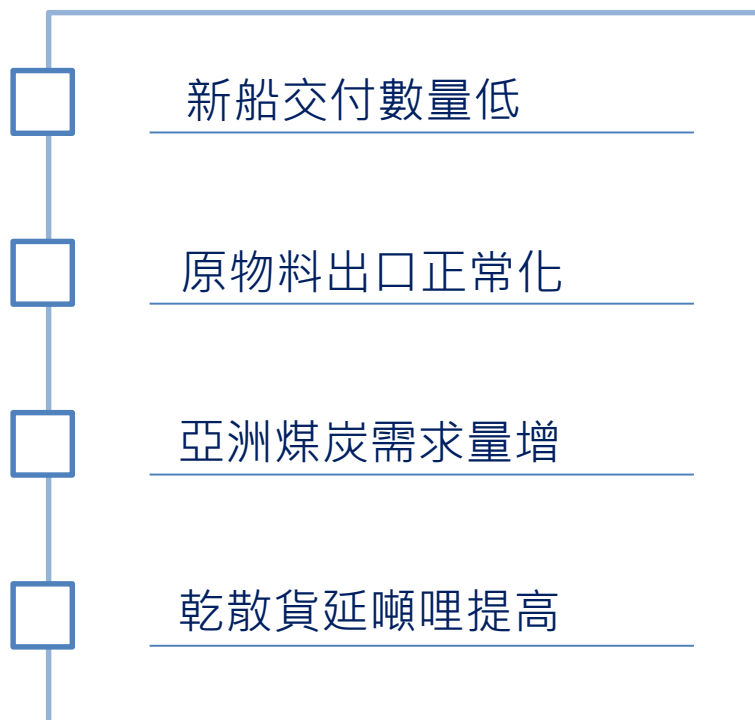 新船交付數量低
原物料出口正常化
亞洲煤炭需求量增
乾散貨延噸哩提高